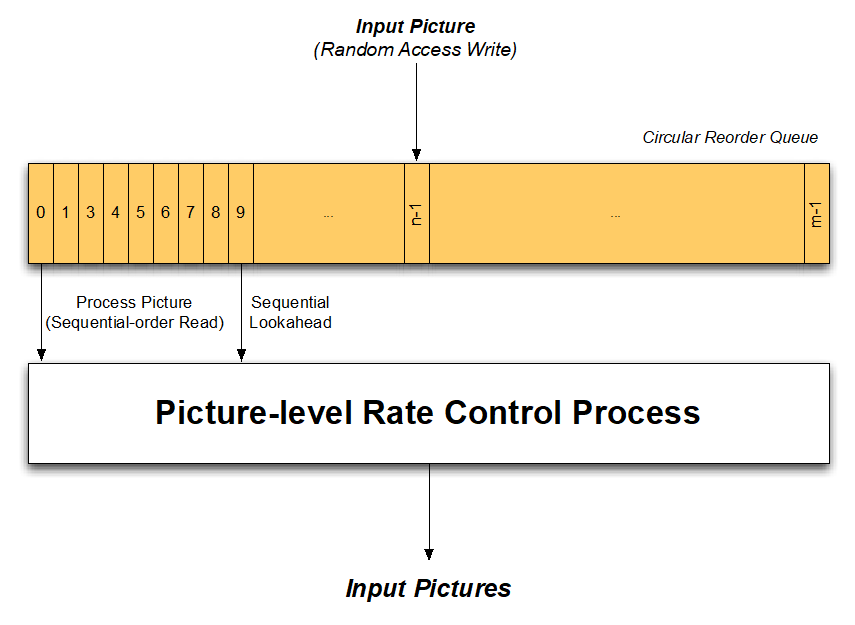 Input Picture
(Random Access Write)
Circular Reorder Queue
0 1 3 4 5 6 7 8 9 ... n-1 ... m-1
Process Picture
(Sequential-order Read)
Sequential
Lookahead
Picture-level Rate Control Process
Input Pictures